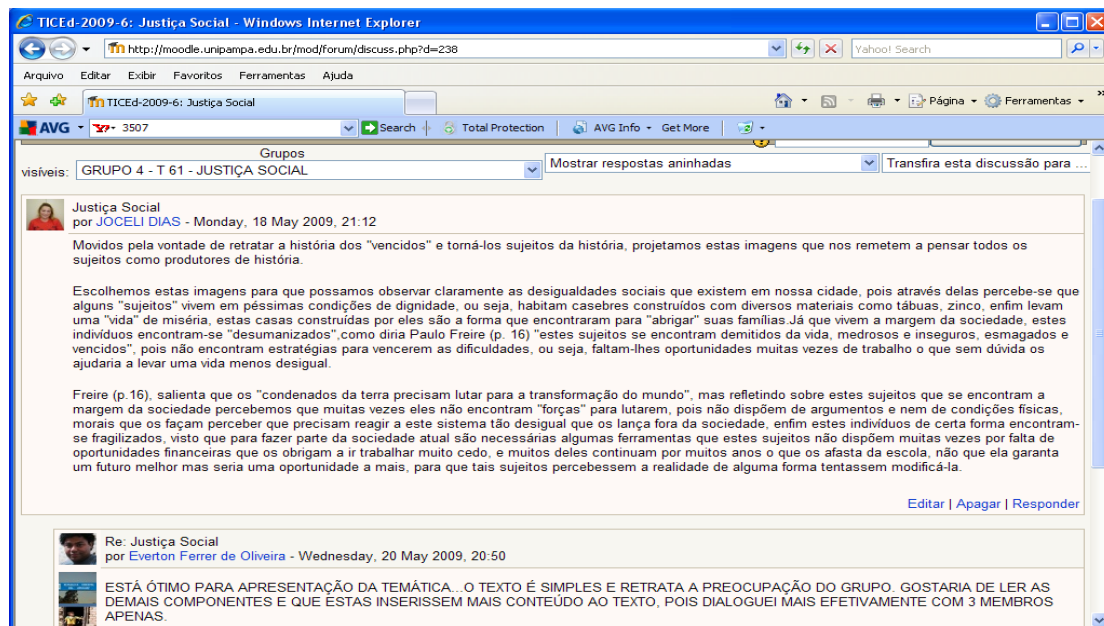 TICEd-2009-6: Justiça Social - Windows Internet Explorer
http://moodle.unipampa.edu.br/mod/forum/discuss.php?d=238
Yahoo! Search
Arquivo Editar Exibir Favoritos Ferramentas Ajuda
TICEd-2009-6: Justiça Social
Página Ferramentas
AVG 3507 Search Total Protection AVG Info Get More
Grupos
visíveis: GRUPO 4 - T 61 - JUSTIÇA SOCIAL Mostrar respostas aninhadas Transfira esta discussão para ...
Justiça Social
por JOCELI DIAS - Monday, 18 May 2009, 21:12
Movidos pela vontade de retratar a história dos "vencidos" e torná-los sujeitos da história, projetamos estas imagens que nos remetem a pensar todos os
sujeitos como produtores de história.
Escolhemos estas imagens para que possamos observar claramente as desigualdades sociais que existem em nossa cidade, pois através delas percebe-se que
alguns "sujeitos" vivem em péssimas condições de dignidade, ou seja, habitam casebres construídos com diversos materiais como tábuas, zinco, enfim levam
uma "vida" de miséria, estas casas construídas por eles são a forma que encontraram para "abrigar" suas famílias.Já que vivem a margem da sociedade, estes
indivíduos encontram-se "desumanizados",como diria Paulo Freire (p. 16) "estes sujeitos se encontram demitidos da vida, medrosos e inseguros, esmagados e
vencidos", pois não encontram estratégias para vencerem as dificuldades, ou seja, faltam-lhes oportunidades muitas vezes de trabalho o que sem dúvida os
ajudaria a levar uma vida menos desigual.
Freire (p.16), salienta que os "condenados da terra precisam lutar para a transformação do mundo", mas refletindo sobre estes sujeitos que se encontram a
margem da sociedade percebemos que muitas vezes eles não encontram "forças" para lutarem, pois não dispõem de argumentos e nem de condições físicas,
morais que os façam perceber que precisam reagir a este sistema tão desigual que os lança fora da sociedade, enfim estes indivíduos de certa forma encontram-
se fragilizados, visto que para fazer parte da sociedade atual são necessárias algumas ferramentas que estes sujeitos não dispõem muitas vezes por falta de
oportunidades financeiras que os obrigam a ir trabalhar muito cedo, e muitos deles continuam por muitos anos o que os afasta da escola, não que ela garanta
um futuro melhor mas seria uma oportunidade a mais, para que tais sujeitos percebessem a realidade de alguma forma tentassem modificá-la.
Editar | Apagar | Responder
Re: Justiça Social
por Everton Ferrer de Oliveira - Wednesday, 20 May 2009, 20:50
ESTÁ ÓTIMO PARA APRESENTAÇÃO DA TEMÁTICA...O TEXTO É SIMPLES E RETRATA A PREOCUPAÇÃO DO GRUPO. GOSTARIA DE LER AS
DEMAIS COMPONENTES E QUE ESTAS INSERISSEM MAIS CONTEÚDO AO TEXTO, POIS DIALOGUEI MAIS EFETIVAMENTE COM 3 MEMBROS
APENAS.